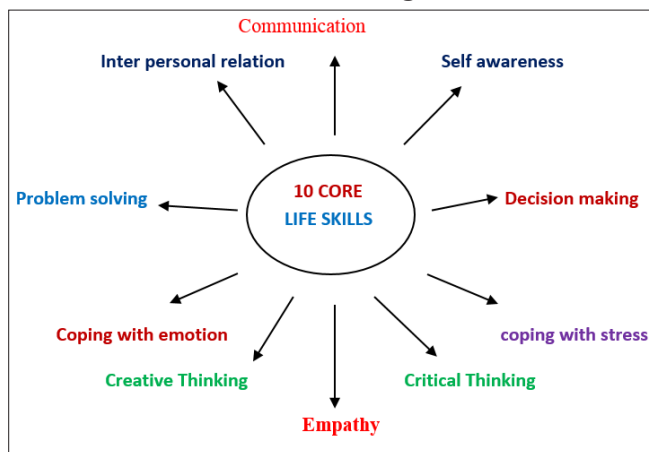 Communication
Inter personal relation
Self awareness
10 CORE
LIFE SKILLS
Problem solving
Decision making
Coping with emotion
coping with stress
Creative Thinking
Critical Thinking
Empathy